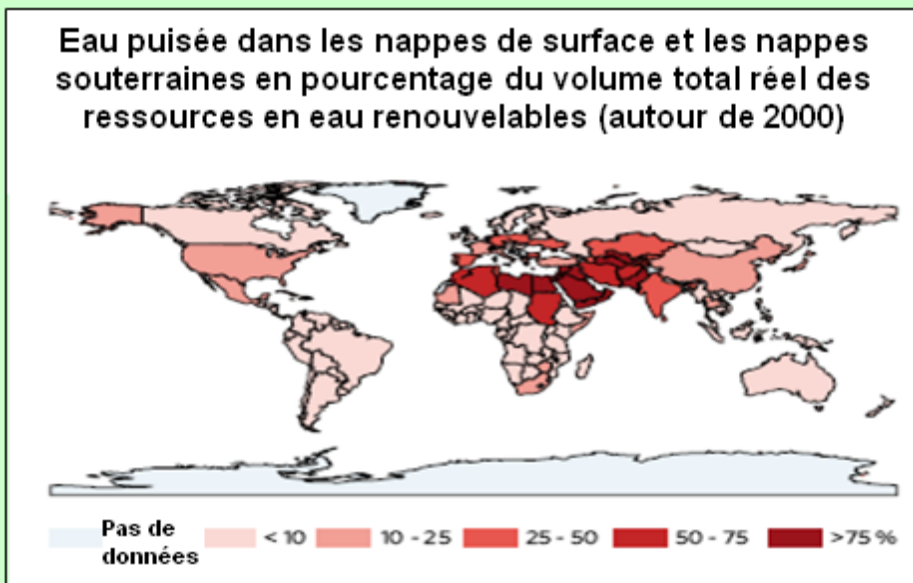 Eau puisée dans les nappes de surface et les nappes
souterraines en pourcentage du volume total réel des
ressources en eau renouvelables (autour de 2000)
Pas de
données
< 10
10 - 25
25 - 50
50 - 75
>75 %